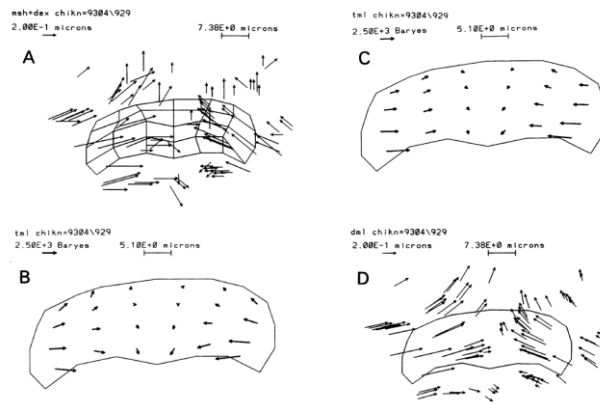 msh+dex chikn=9304\929
2.00E-1 microns 7.38E+0 microns
A
tml chikn=9304\929
2.50E+3 Baryes 5.10E+0 microns
C
tml chikn=9304\929
2.50E+3 Baryes 5.10E+0 microns
B
dml chikn=9304\929
2.00E-1 microns 7.38E+0 microns
D